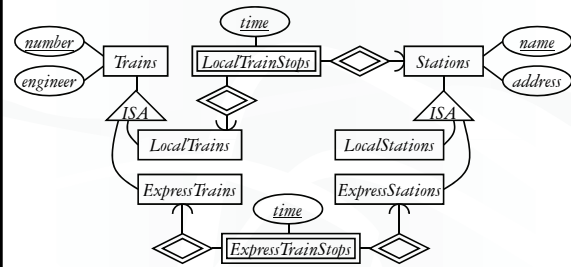 time
number
name
Trains
LocalTrainStops
Stations
engineer
address
ISA
ISA
LocalTrains
LocalStations
ExpressTrains
ExpressStations
time
ExpressTrainStops